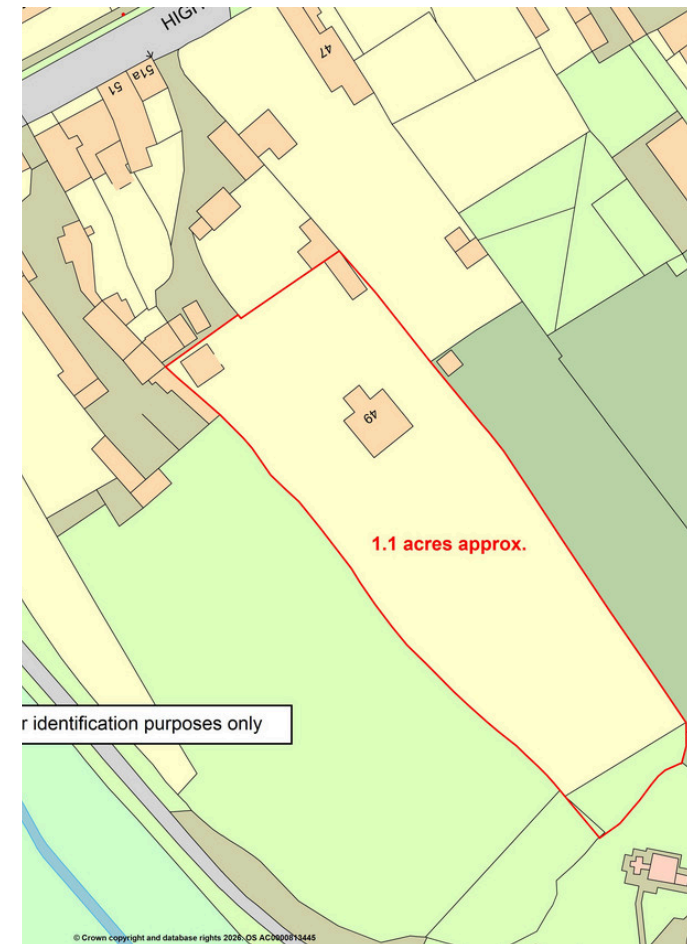 HIGH
47
51a
51
49
1.1 acres approx.
r identification purposes only
© Crown copyright and database rights 2026. OS AC0000813445